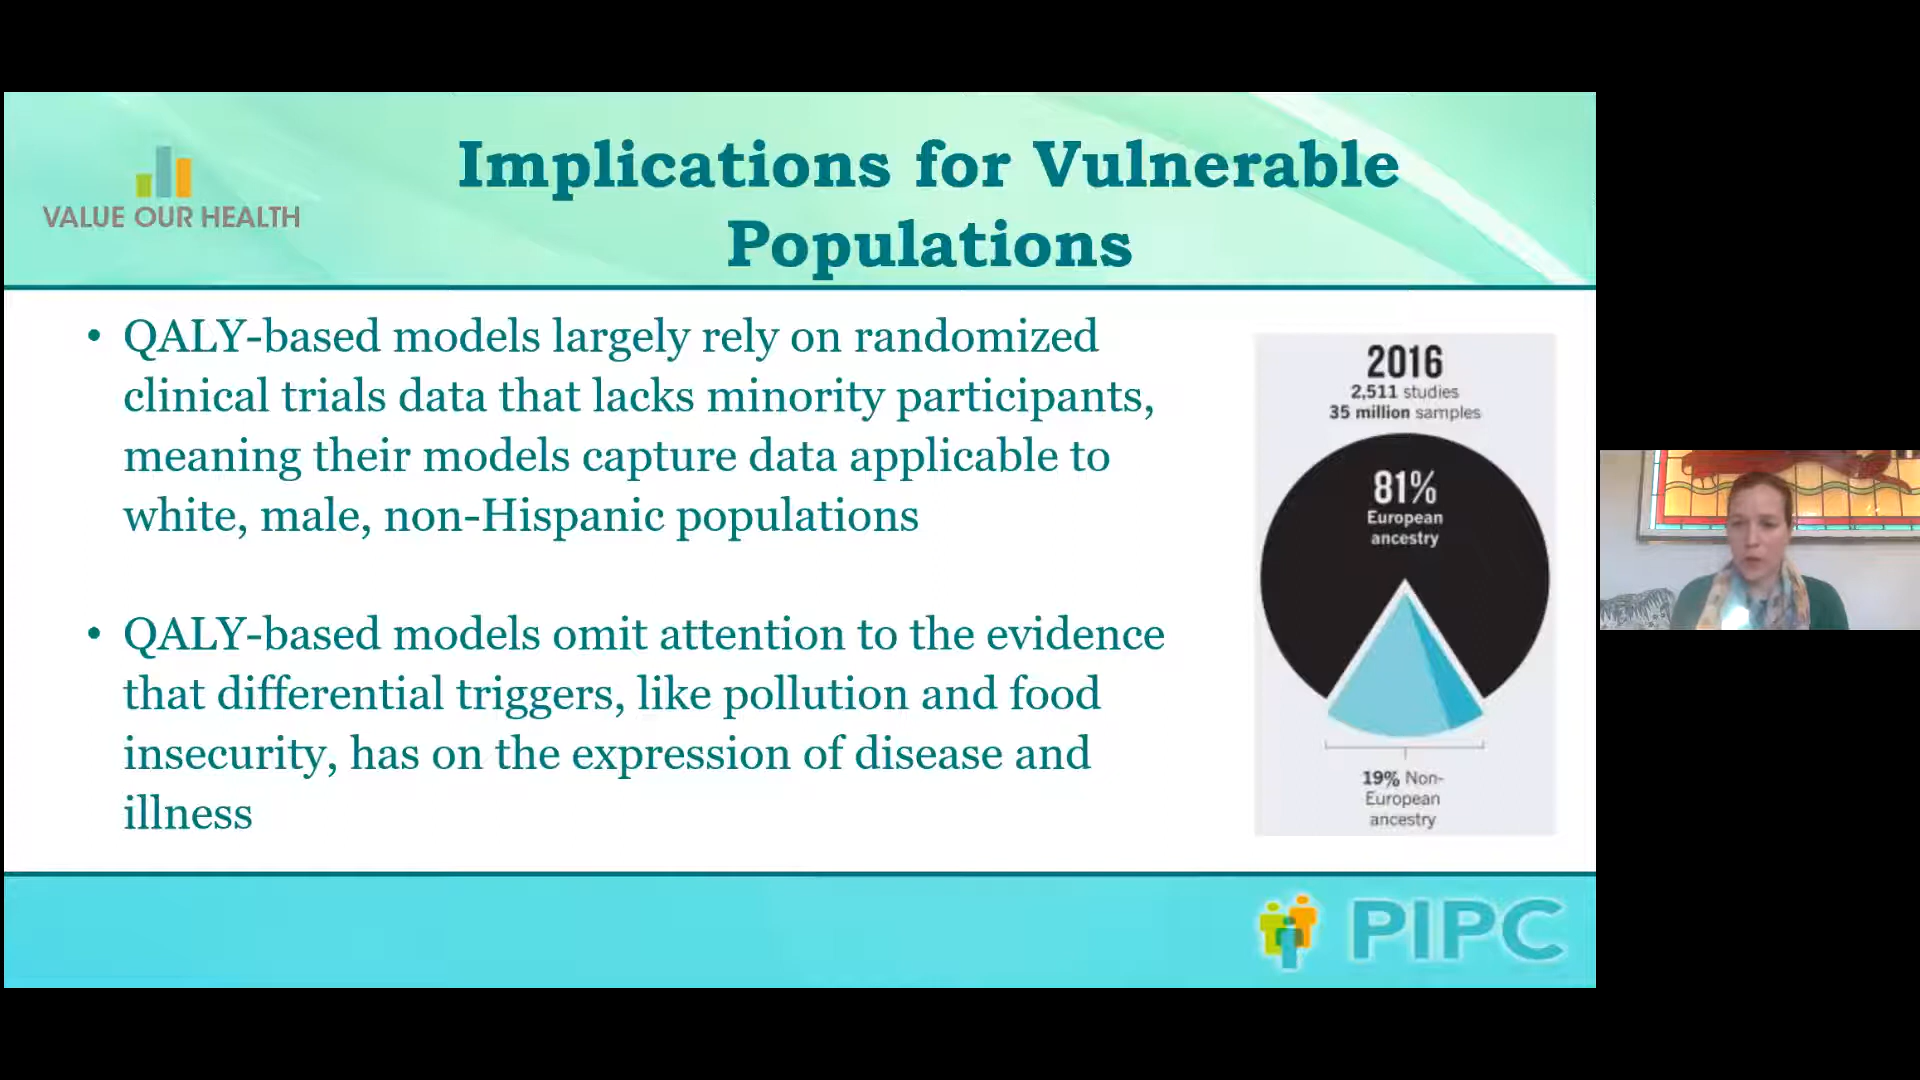 VALUE OUR HEALTH
Implications for Vulnerable
Populations
• QALY-based models largely rely on randomized
clinical trials data that lacks minority participants,
meaning their models capture data applicable to
white, male, non-Hispanic populations
• QALY-based models omit attention to the evidence
that differential triggers, like pollution and food
insecurity, has on the expression of disease and
illness
2016
2,511 studies
35 million samples
81%
European
ancestry
19% Non-
European
ancestry
PIPC